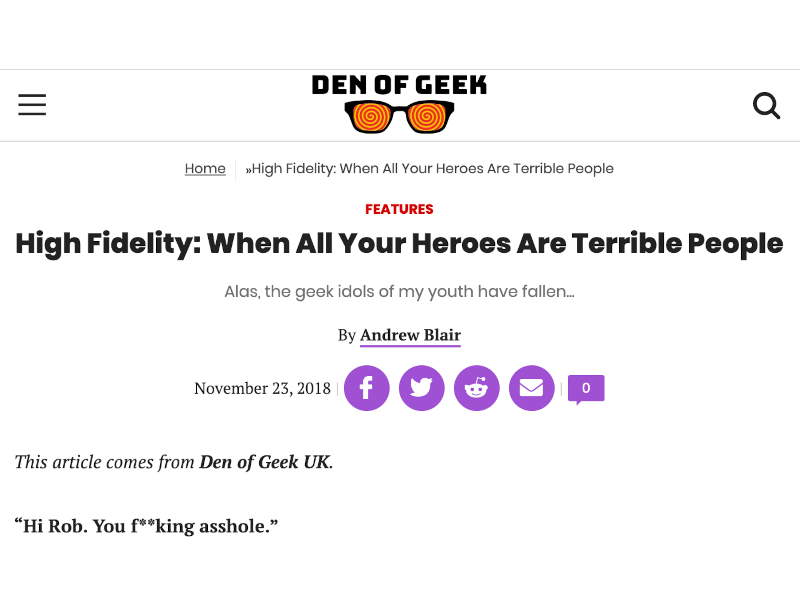 DEN OF GEEK
Home »High Fidelity: When All Your Heroes Are Terrible People
FEATURES
High Fidelity: When All Your Heroes Are Terrible People
Alas, the geek idols of my youth have fallen…
By Andrew Blair
November 23, 2018 0
This article comes from Den of Geek UK.
“Hi Rob. You f**king asshole.”